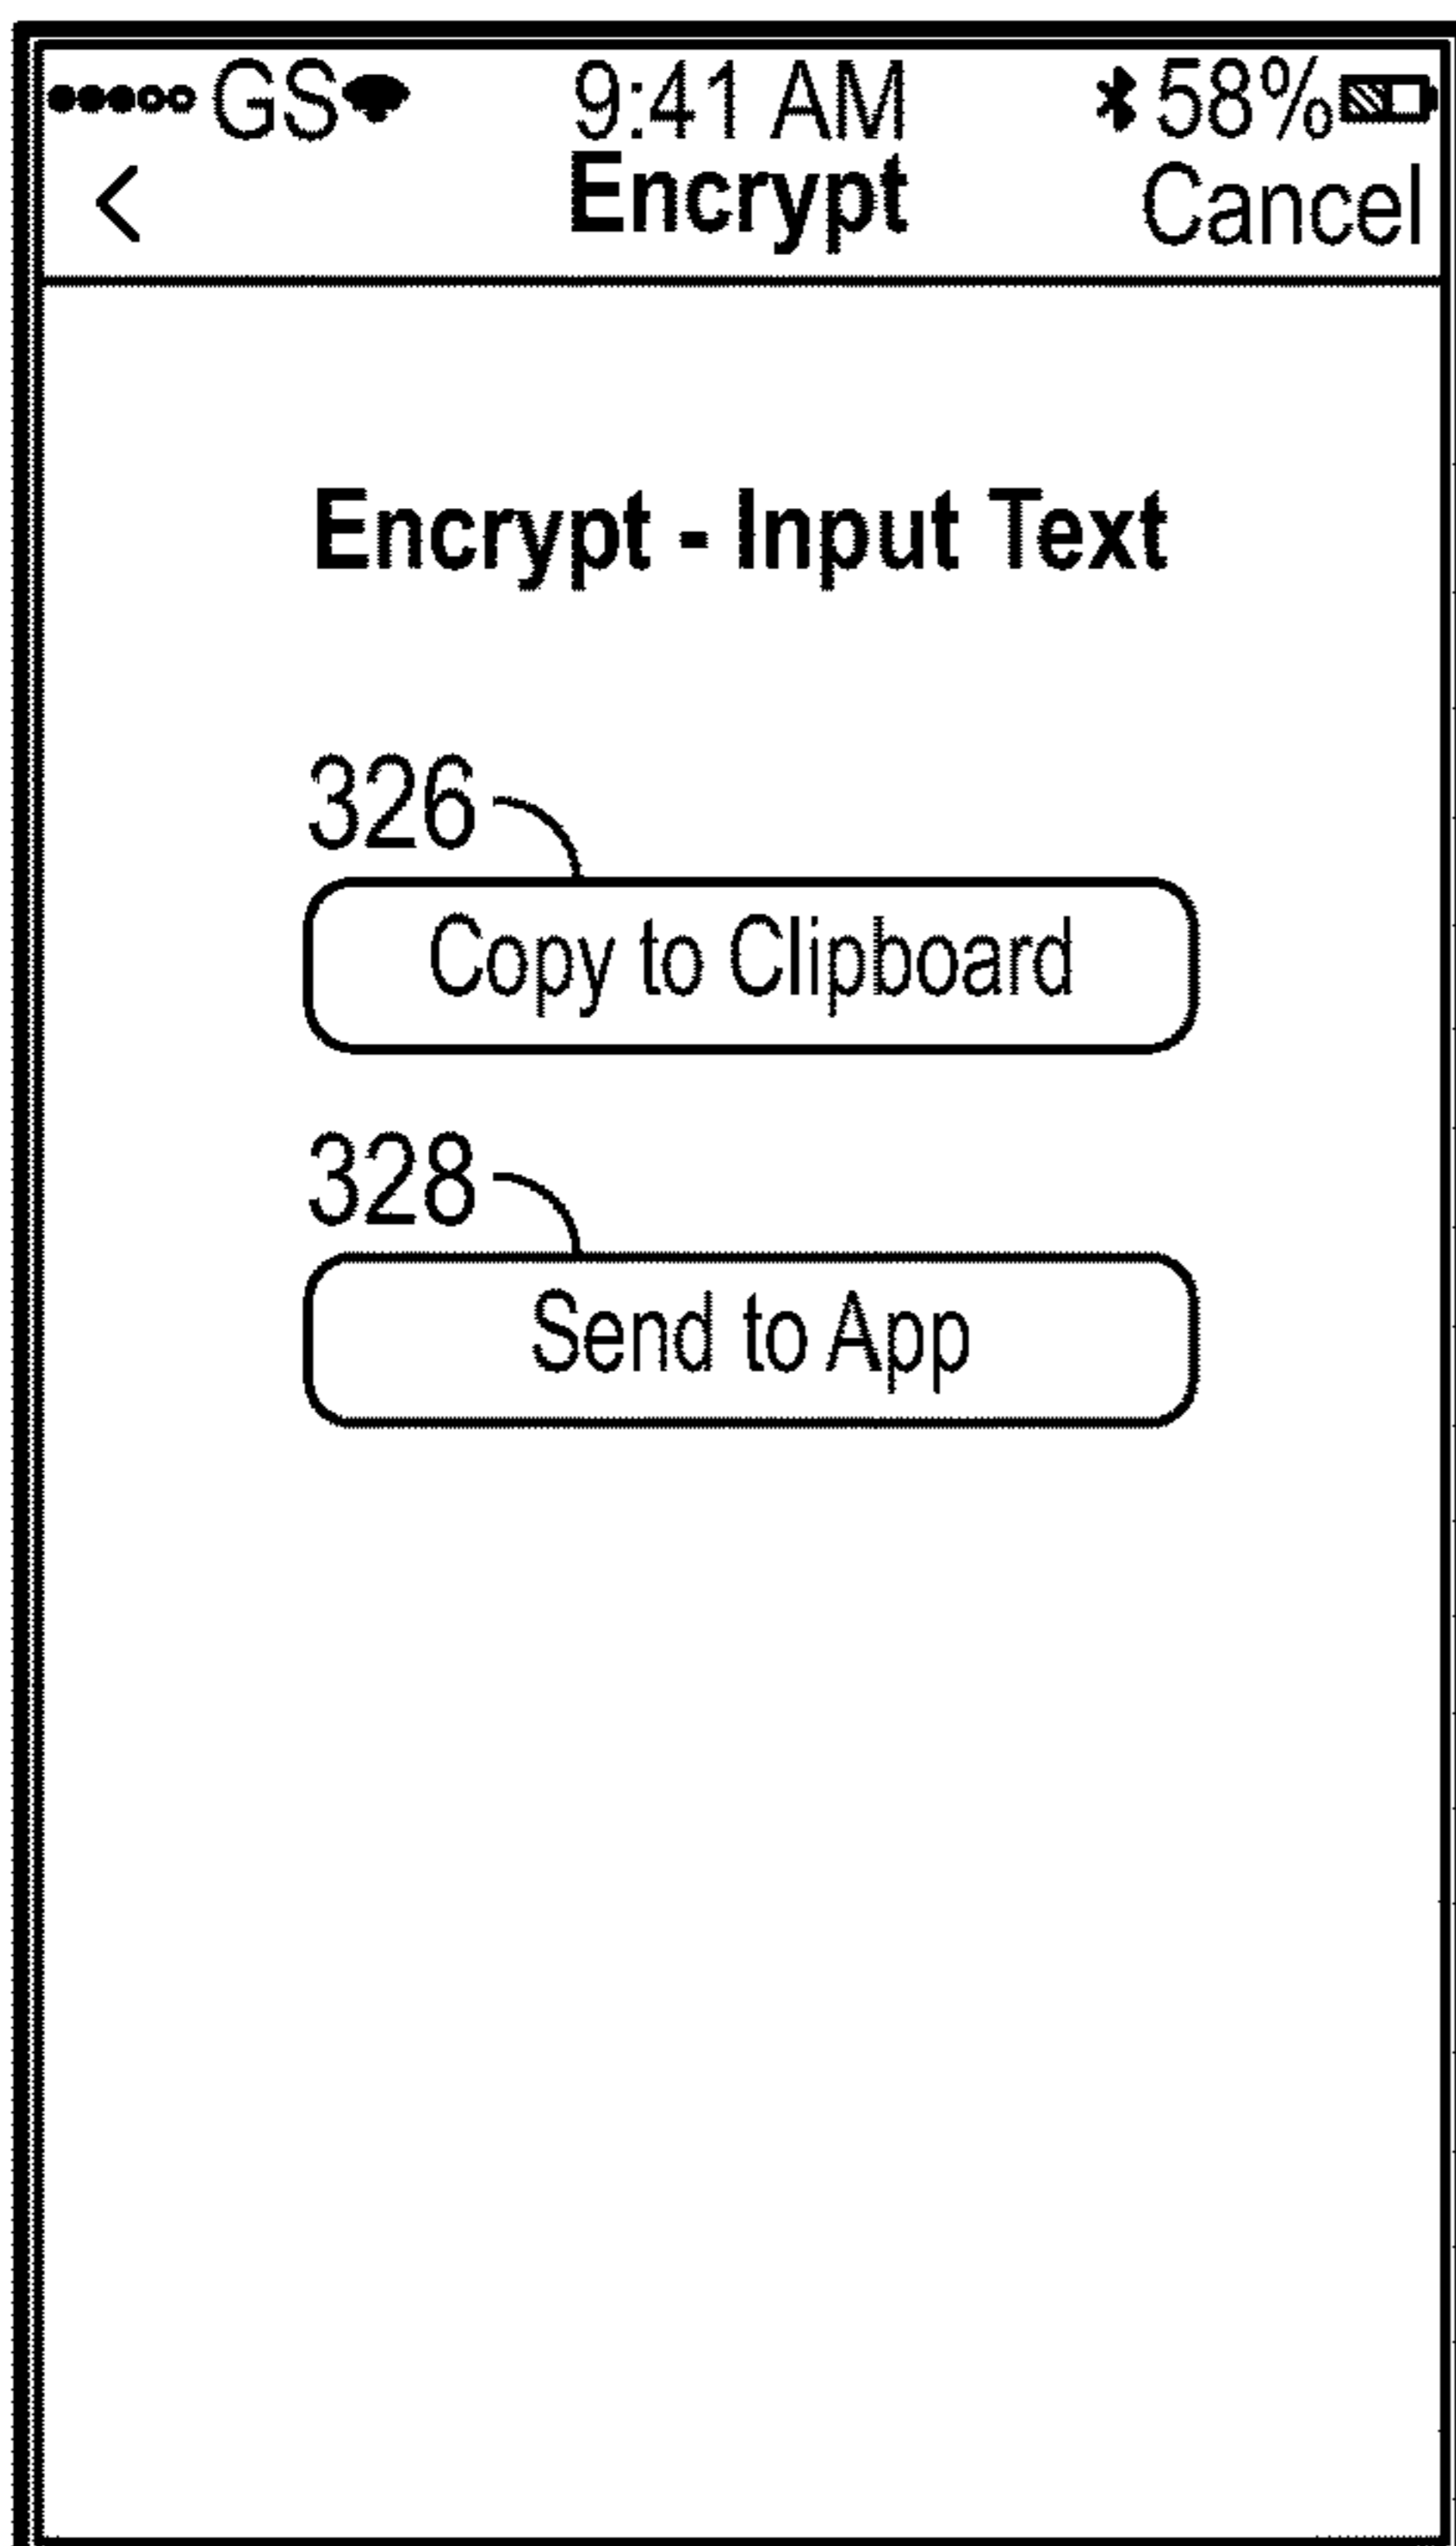 GS 9:41 AM 58%
< Encrypt Cancel
Encrypt - Input Text
326
Copy to Clipboard
328
Send to App